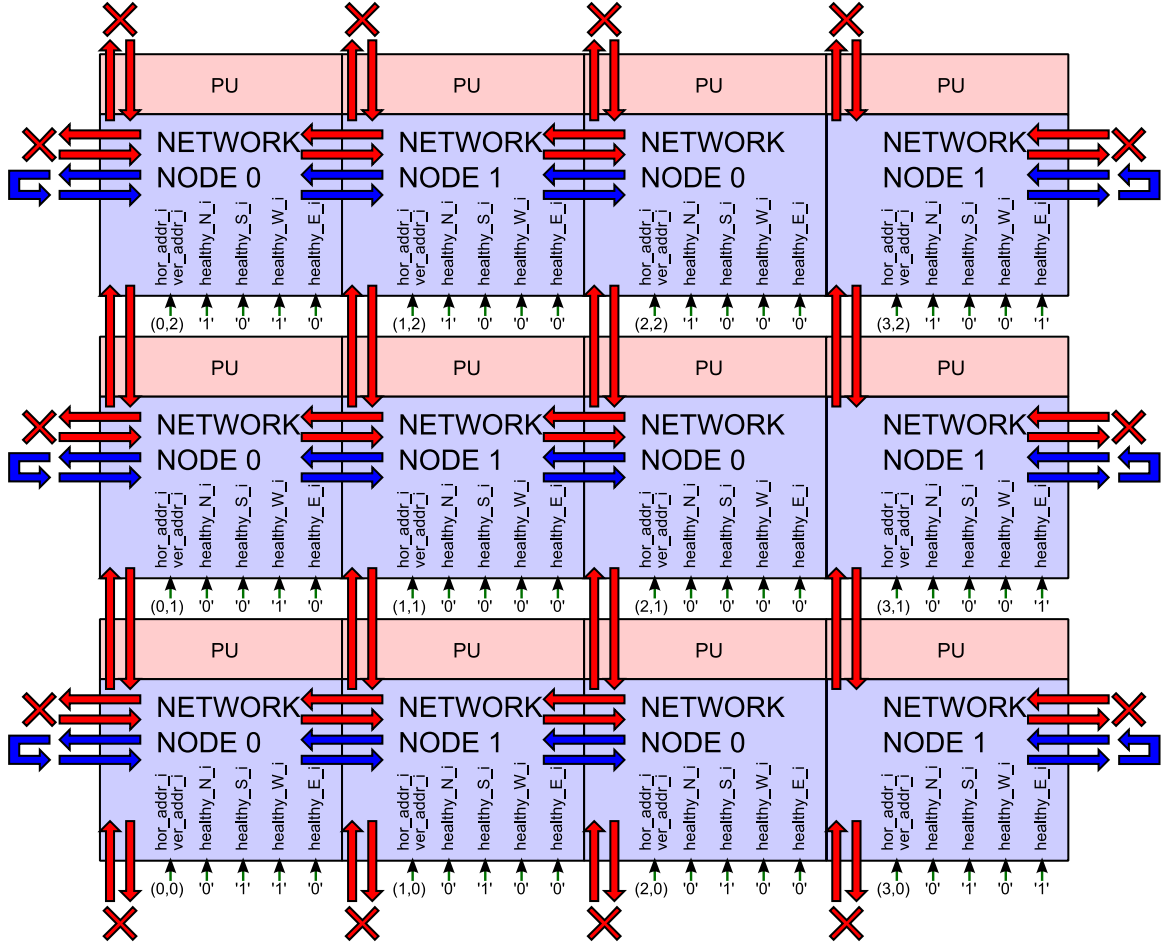 PU PU PU PU
NETWORK NETWORK NETWORK NETWORK
NODE 0 NODE 1 NODE 0 NODE 1
hor_addr_i ver_addr_i healthy_N_i healthy_S_i healthy_W_i healthy_E_i hor_addr_i ver_addr_i healthy_N_i healthy_S_i healthy_W_i healthy_E_i hor_addr_i ver_addr_i healthy_N_i healthy_S_i healthy_W_i healthy_E_i hor_addr_i ver_addr_i healthy_N_i healthy_S_i healthy_W_i healthy_E_i
(0,2) '1' '0' '1' '0' (1,2) '1' '0' '0' '0' (2,2) '1' '0' '0' '0' (3,2) '1' '0' '0' '1'
PU PU PU PU
NETWORK NETWORK NETWORK NETWORK
NODE 0 NODE 1 NODE 0 NODE 1
hor_addr_i ver_addr_i healthy_N_i healthy_S_i healthy_W_i healthy_E_i hor_addr_i ver_addr_i healthy_N_i healthy_S_i healthy_W_i healthy_E_i hor_addr_i ver_addr_i healthy_N_i healthy_S_i healthy_W_i healthy_E_i hor_addr_i ver_addr_i healthy_N_i healthy_S_i healthy_W_i healthy_E_i
(0,1) '0' '0' '1' '0' (1,1) '0' '0' '0' '0' (2,1) '0' '0' '0' '0' (3,1) '0' '0' '0' '1'
PU PU PU PU
NETWORK NETWORK NETWORK NETWORK
NODE 0 NODE 1 NODE 0 NODE 1
hor_addr_i ver_addr_i healthy_N_i healthy_S_i healthy_W_i healthy_E_i hor_addr_i ver_addr_i healthy_N_i healthy_S_i healthy_W_i healthy_E_i hor_addr_i ver_addr_i healthy_N_i healthy_S_i healthy_W_i healthy_E_i hor_addr_i ver_addr_i healthy_N_i healthy_S_i healthy_W_i healthy_E_i
(0,0) '0' '1' '1' '0' (1,0) '0' '1' '0' '0' (2,0) '0' '1' '0' '0' (3,0) '0' '1' '0' '1'